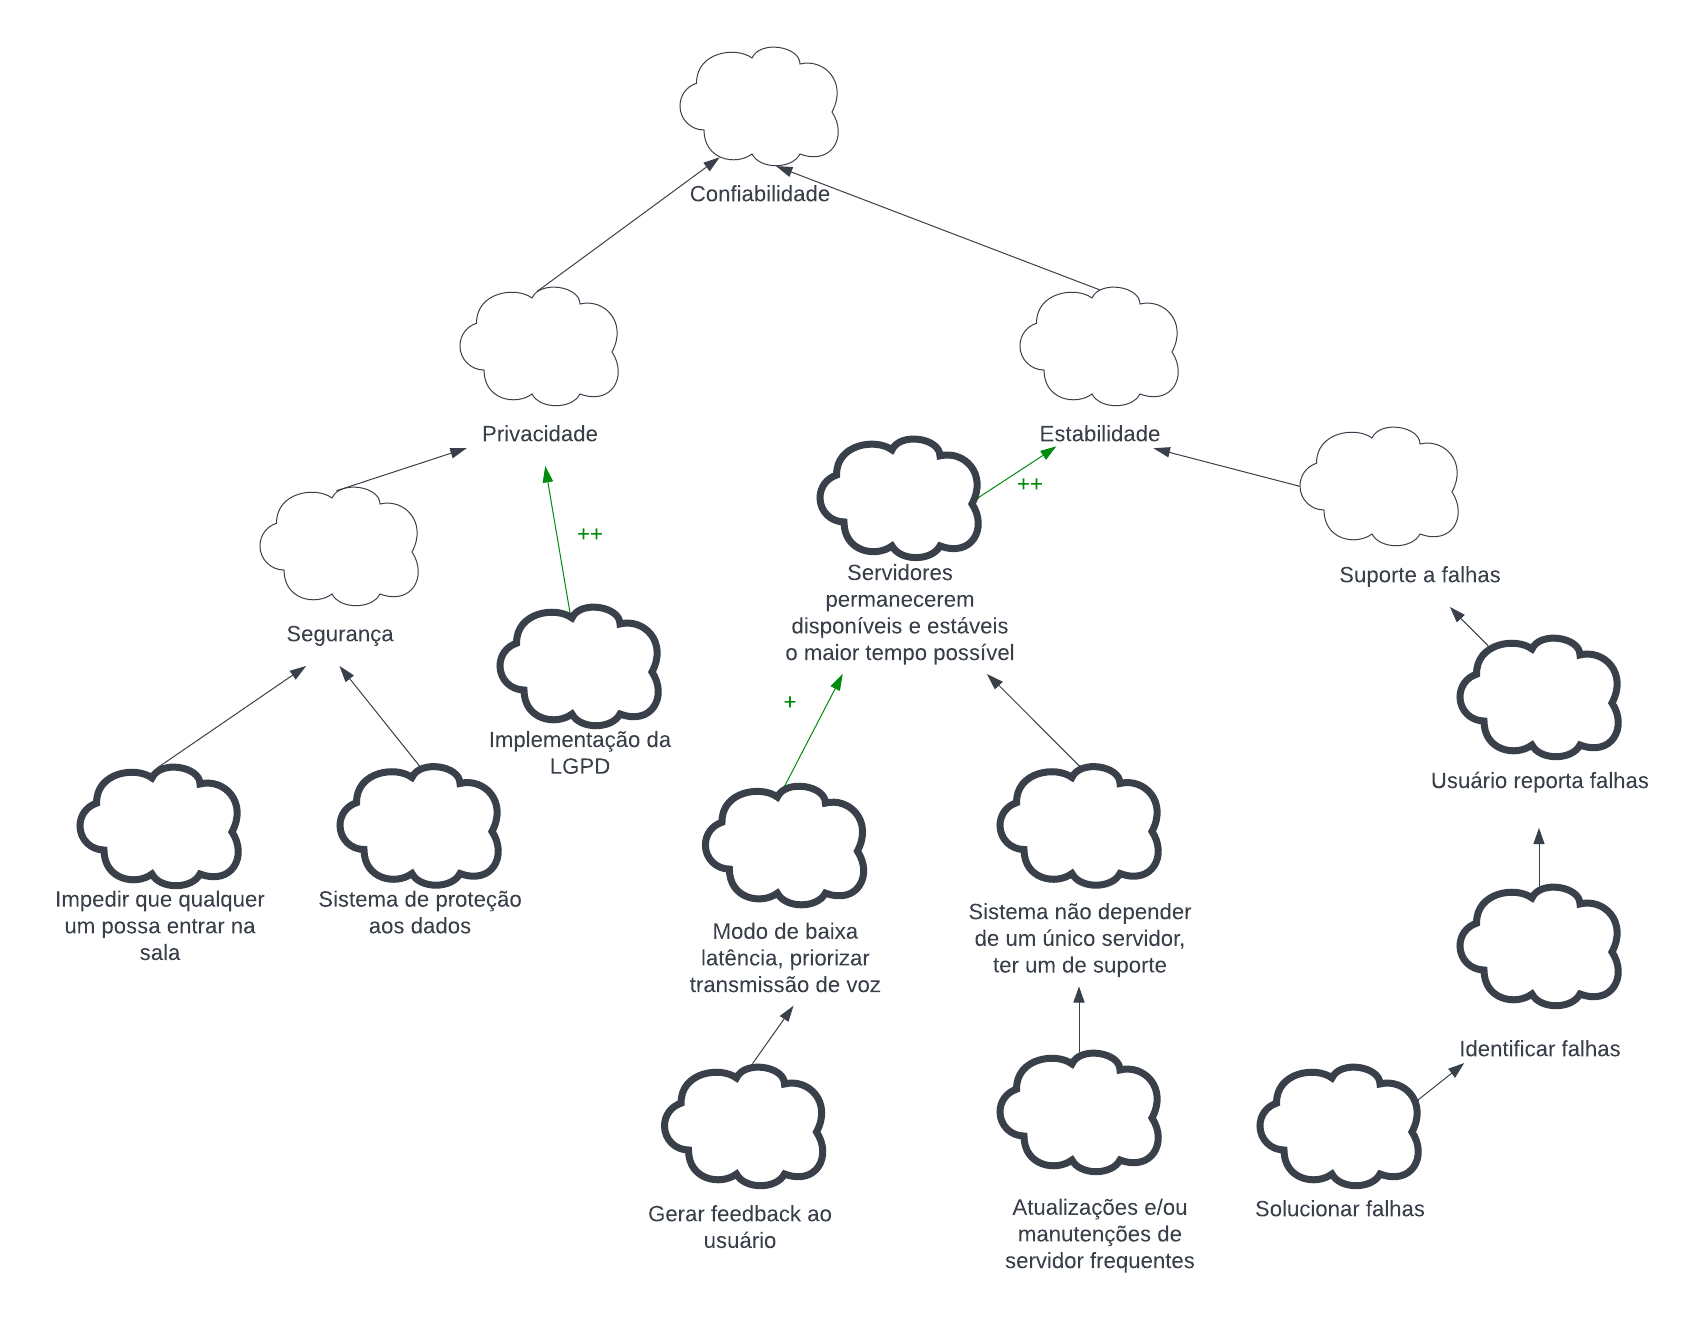 Confiabilidade
Privacidade
Estabilidade
++
++
Servidores
permanecerem
disponíveis e estáveis
o maior tempo possível
Suporte a falhas
Segurança
+
Implementação da
LGPD
Usuário reporta falhas
Impedir que qualquer
um possa entrar na
sala
Sistema de proteção
aos dados
Modo de baixa
latência, priorizar
transmissão de voz
Sistema não depender
de um único servidor,
ter um de suporte
Identificar falhas
Gerar feedback ao
usuário
Atualizações e/ou
manutenções de
servidor frequentes
Solucionar falhas